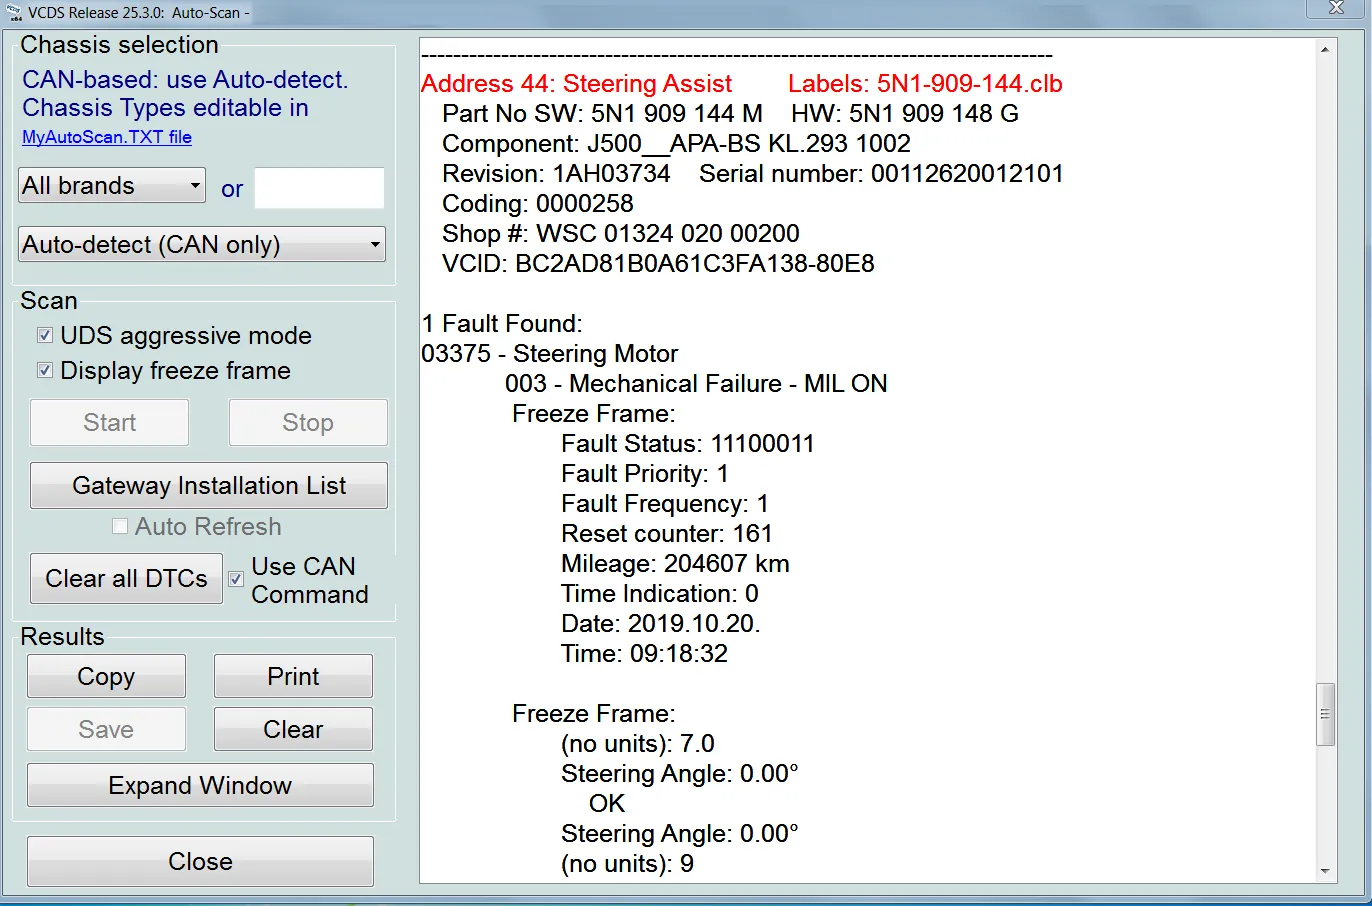 VCDS Release 25.3.0: Auto-Scan -
Chassis selection
CAN-based: use Auto-detect.
Chassis Types editable in
MyAutoScan.TXT file
All brands or
Auto-detect (CAN only)
Scan
UDS aggressive mode
Display freeze frame
Start Stop
Gateway Installation List
Auto Refresh
Clear all DTCs
Use CAN
Command
Results
Copy Print
Save Clear
Expand Window
Close
--------------------------------------------------------------------------------
Address 44: Steering Assist Labels: 5N1-909-144.clb
Part No SW: 5N1 909 144 M HW: 5N1 909 148 G
Component: J500__APA-BS KL.293 1002
Revision: 1AH03734 Serial number: 00112620012101
Coding: 0000258
Shop #: WSC 01324 020 00200
VCID: BC2AD81B0A61C3FA138-80E8
1 Fault Found:
03375 - Steering Motor
003 - Mechanical Failure - MIL ON
Freeze Frame:
Fault Status: 11100011
Fault Priority: 1
Fault Frequency: 1
Reset counter: 161
Mileage: 204607 km
Time Indication: 0
Date: 2019.10.20.
Time: 09:18:32
Freeze Frame:
(no units): 7.0
Steering Angle: 0.00°
OK
Steering Angle: 0.00°
(no units): 9